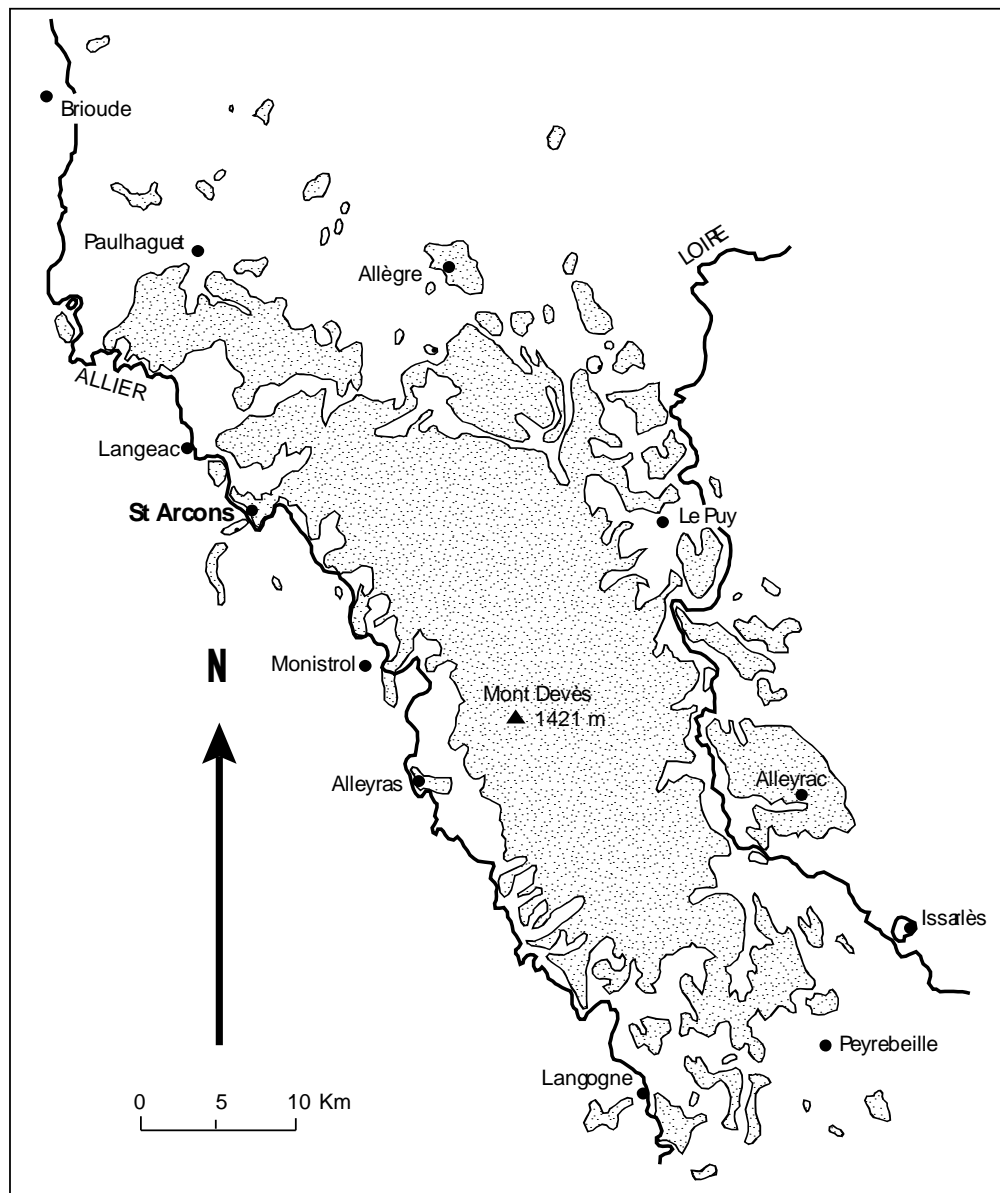 Brioude
Paulhaguet
LOIRE
Allègre
ALLIER
Langeac
St Arcons
Le Puy
N
Monistrol
Mont Devès
1421 m
Alleyras
Alleyrac
Issarlès
Peyrebeille
Langogne
0 5 10 Km